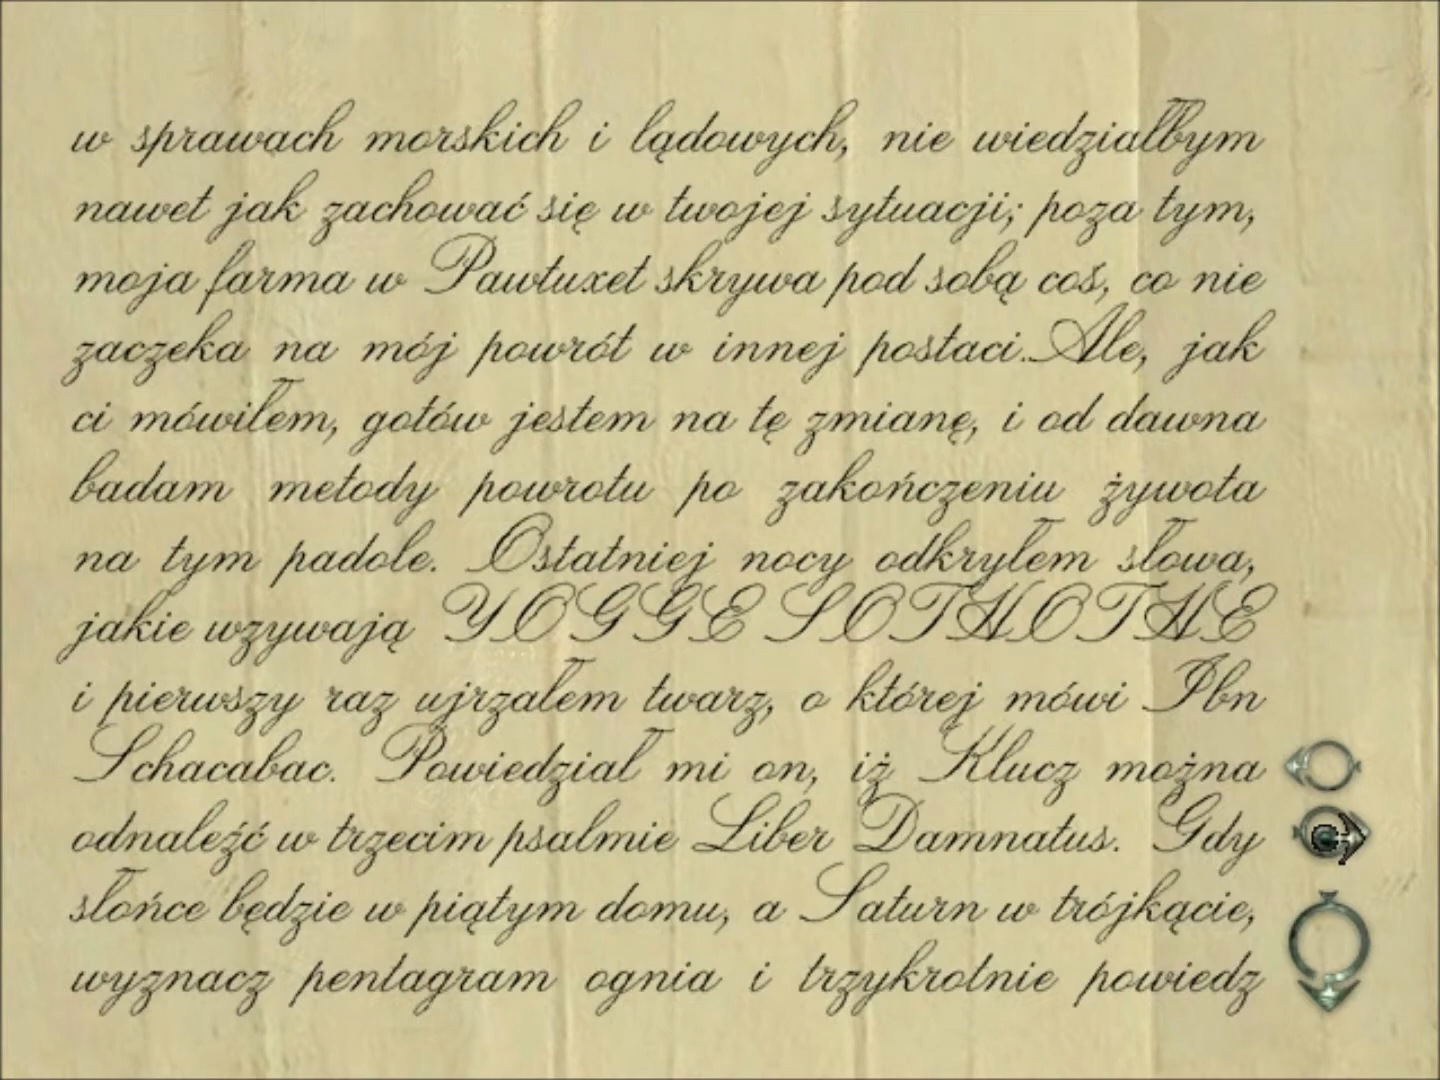 w sprawach morskich i lądowych, nie wiedziałbym
nawet jak zachować się w twojej sytuacji; poza tym,
moja farma w Pawtuxet skrywa pod sobą coś, co nie
zaczeka na mój powrót w innej postaci. Ale, jak
ci mówiłem, gotów jestem na tę zmianę, i od dawna
badam metody powrotu po zakończeniu żywota
na tym padole. Ostatniej nocy odkryłem słowa,
jakie wzywają YOGGE SOTHOTHE
i pierwszy raz ujrzałem twarz, o której mówi Ibn
Schacabac. Powiedział mi on, iż Klucz można
odnaleźć w trzecim psalmie Liber Damnatus. Gdy
słońce będzie w piątym domu, a Saturn w trójkącie,
wyznacz pentagram ognia i trzykrotnie powiedz